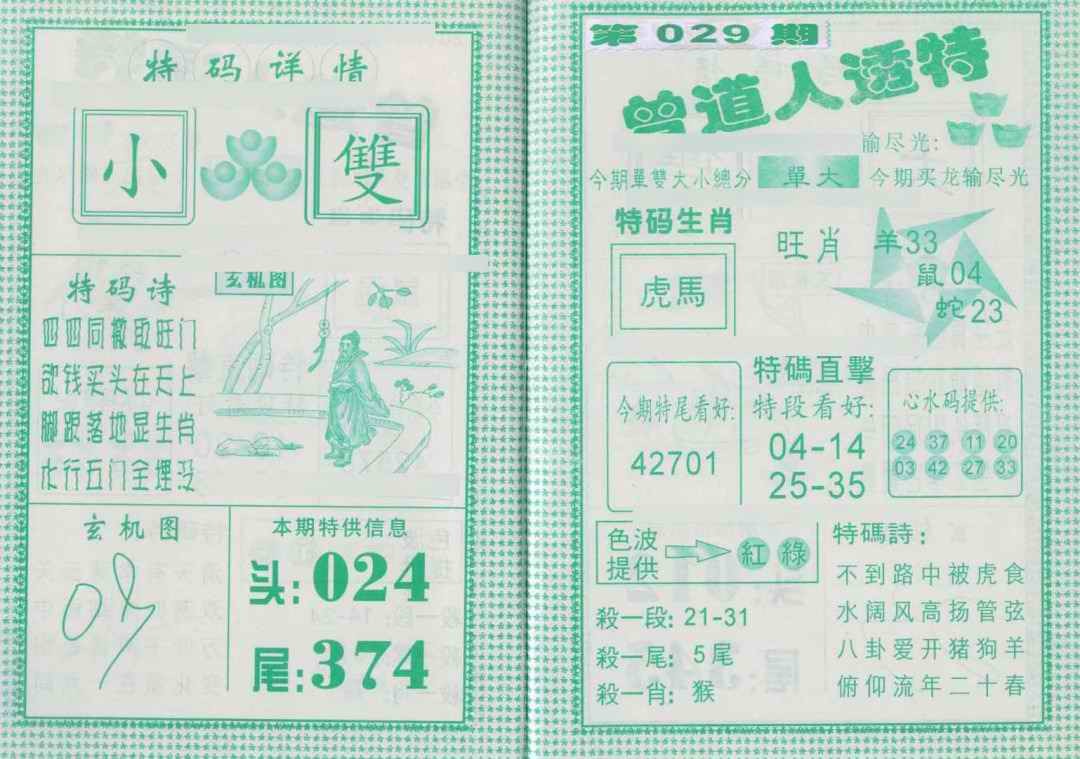 特码详情
小 雙
特码诗
四四同撤取旺门
欲钱买头在天上
脚跟落地显生肖
七行五门全埋没
玄机图
玄机图
本期特供信息
头:024
尾:374
第 029 期
曾道人透特
输尽光:
今期單雙大小總分 單大 今期买龙输尽光
特码生肖
虎馬
旺肖 羊33
鼠04
蛇23
今期特尾看好:
42701
特碼直擊
特段看好:
04-14
25-35
心水码提供:
24 37 11 20
03 42 27 33
色波提供 紅 綠
殺一段: 21-31
殺一尾: 5尾
殺一肖: 猴
特碼詩:
不到路中被虎食
水阔风高扬管弦
八卦爱开猪狗羊
俯仰流年二十春